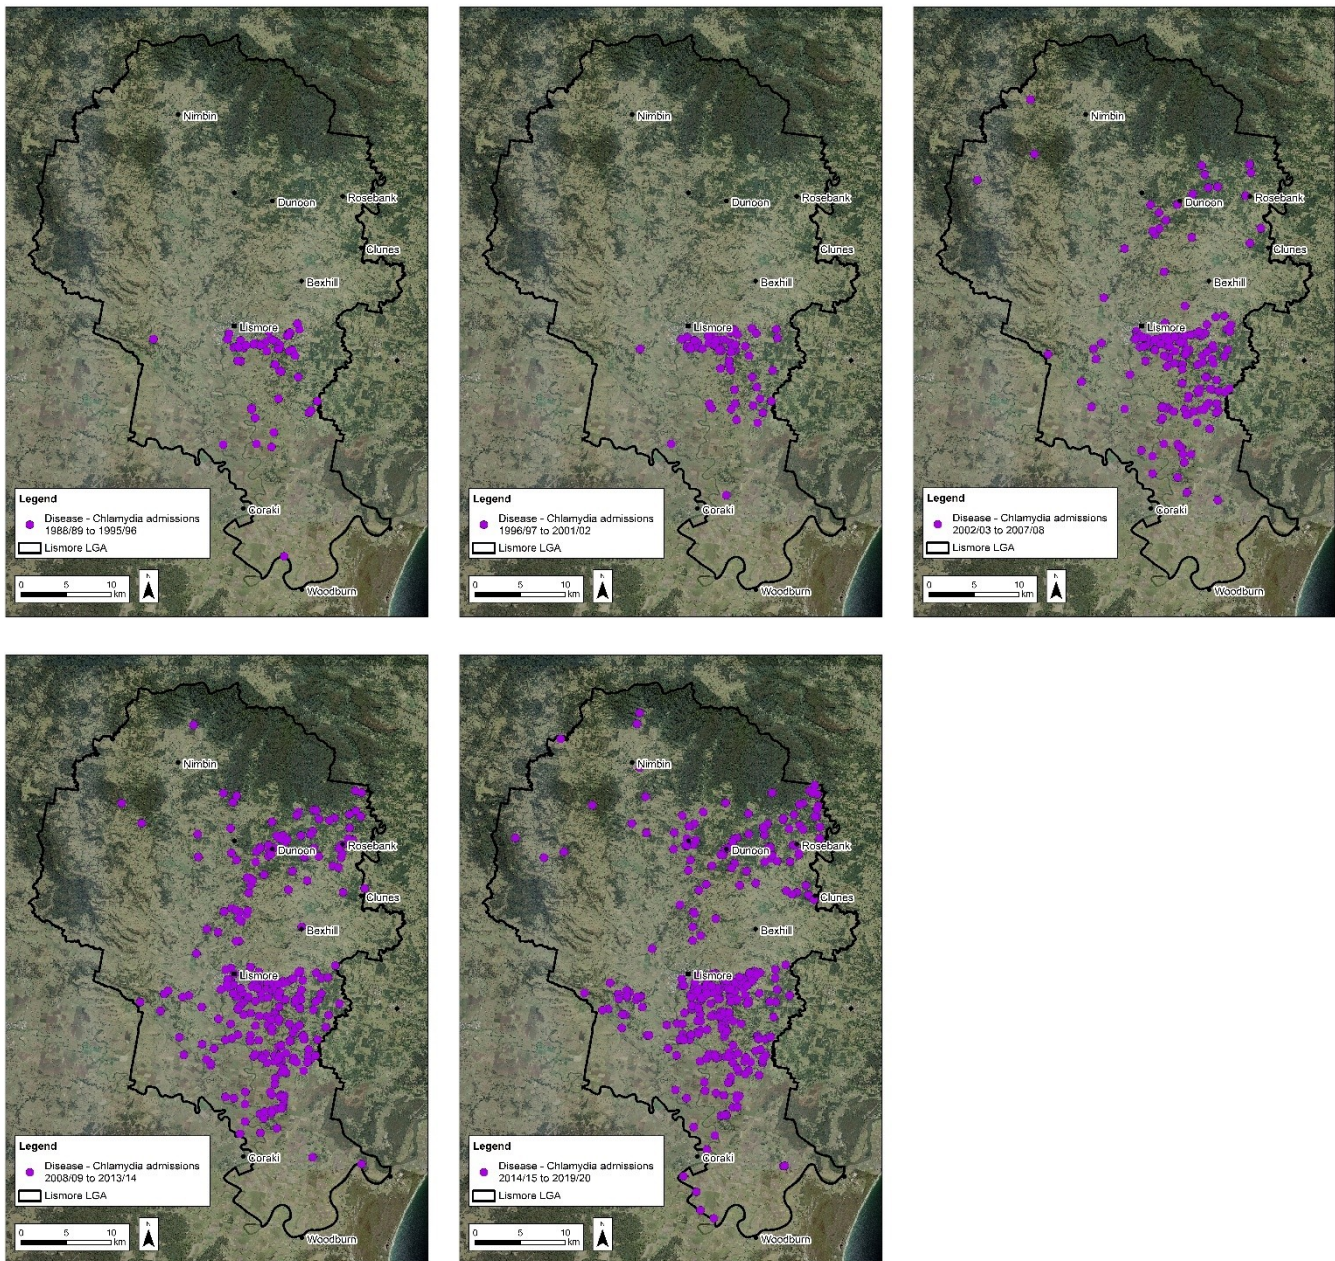 Nimbin
Dunoon
Rosebank
Clunes
Bexhill
Lismore
Coraki
Woodburn
Legend
Disease - Chlamydia admissions
1988/89 to 1995/96
Lismore LGA
0 5 10
km
N
Nimbin
Dunoon
Rosebank
Clunes
Bexhill
Lismore
Coraki
Woodburn
Legend
Disease - Chlamydia admissions
1996/97 to 2001/02
Lismore LGA
0 5 10
km
N
Nimbin
Dunoon
Rosebank
Clunes
Bexhill
Lismore
Coraki
Woodburn
Legend
Disease - Chlamydia admissions
2002/03 to 2007/08
Lismore LGA
0 5 10
km
N
Nimbin
Dunoon
Rosebank
Clunes
Bexhill
Lismore
Coraki
Woodburn
Legend
Disease - Chlamydia admissions
2008/09 to 2013/14
Lismore LGA
0 5 10
km
N
Nimbin
Dunoon
Rosebank
Clunes
Bexhill
Lismore
Coraki
Woodburn
Legend
Disease - Chlamydia admissions
2014/15 to 2019/20
Lismore LGA
0 5 10
km
N